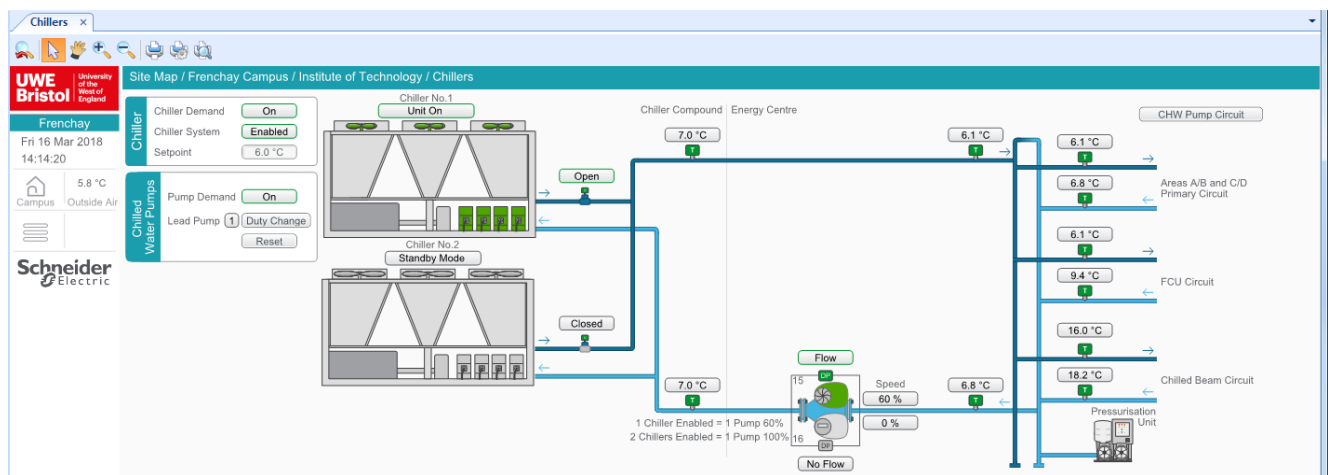 Chillers ×
UWE Bristol
University of the West of England
Site Map / Frenchay Campus / Institute of Technology / Chillers
Frenchay
Fri 16 Mar 2018
14:14:20
Campus
5.8 °C
Outside Air
Schneider
Electric
Chiller
Chiller Demand On
Chiller System Enabled
Setpoint 6.0 °C
Chilled Water Pumps
Pump Demand On
Lead Pump 1 Duty Change
Reset
Chiller No.1
Unit On
Open
Chiller No.2
Standby Mode
Closed
Chiller Compound
Energy Centre
CHW Pump Circuit
7.0 °C
T
6.1 °C
T
6.1 °C
T
6.8 °C
T
Areas A/B and C/D
Primary Circuit
6.1 °C
T
9.4 °C
T
FCU Circuit
16.0 °C
T
18.2 °C
T
Chilled Beam Circuit
7.0 °C
T
Flow
15 DP
Speed
60 %
0 %
16 DP
No Flow
6.8 °C
T
1 Chiller Enabled = 1 Pump 60%
2 Chillers Enabled = 1 Pump 100%
Pressurisation
Unit